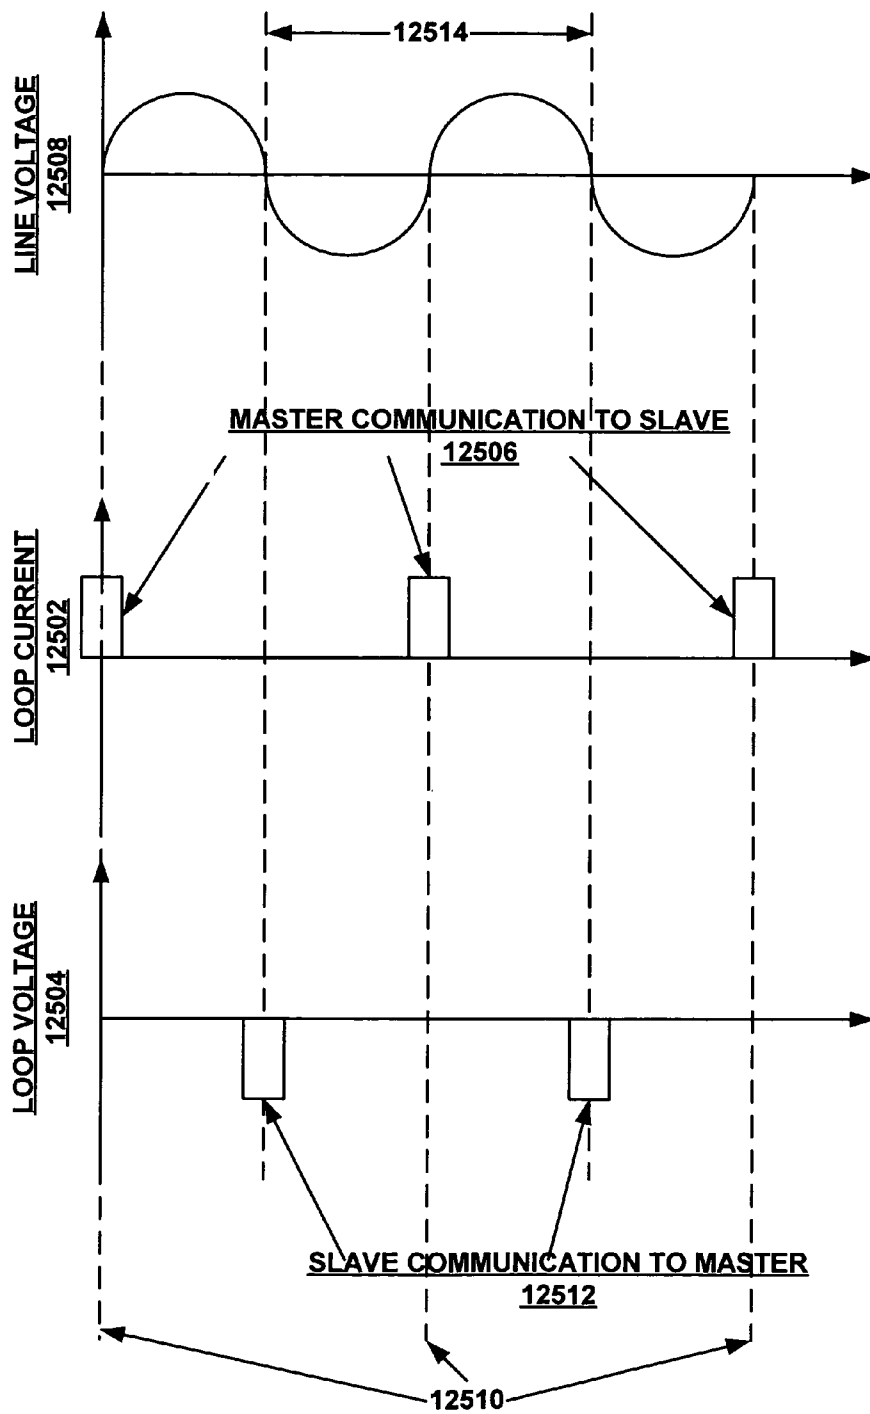 12514
LINE VOLTAGE
12508
MASTER COMMUNICATION TO SLAVE
12506
LOOP CURRENT
12502
LOOP VOLTAGE
12504
SLAVE COMMUNICATION TO MASTER
12512
12510